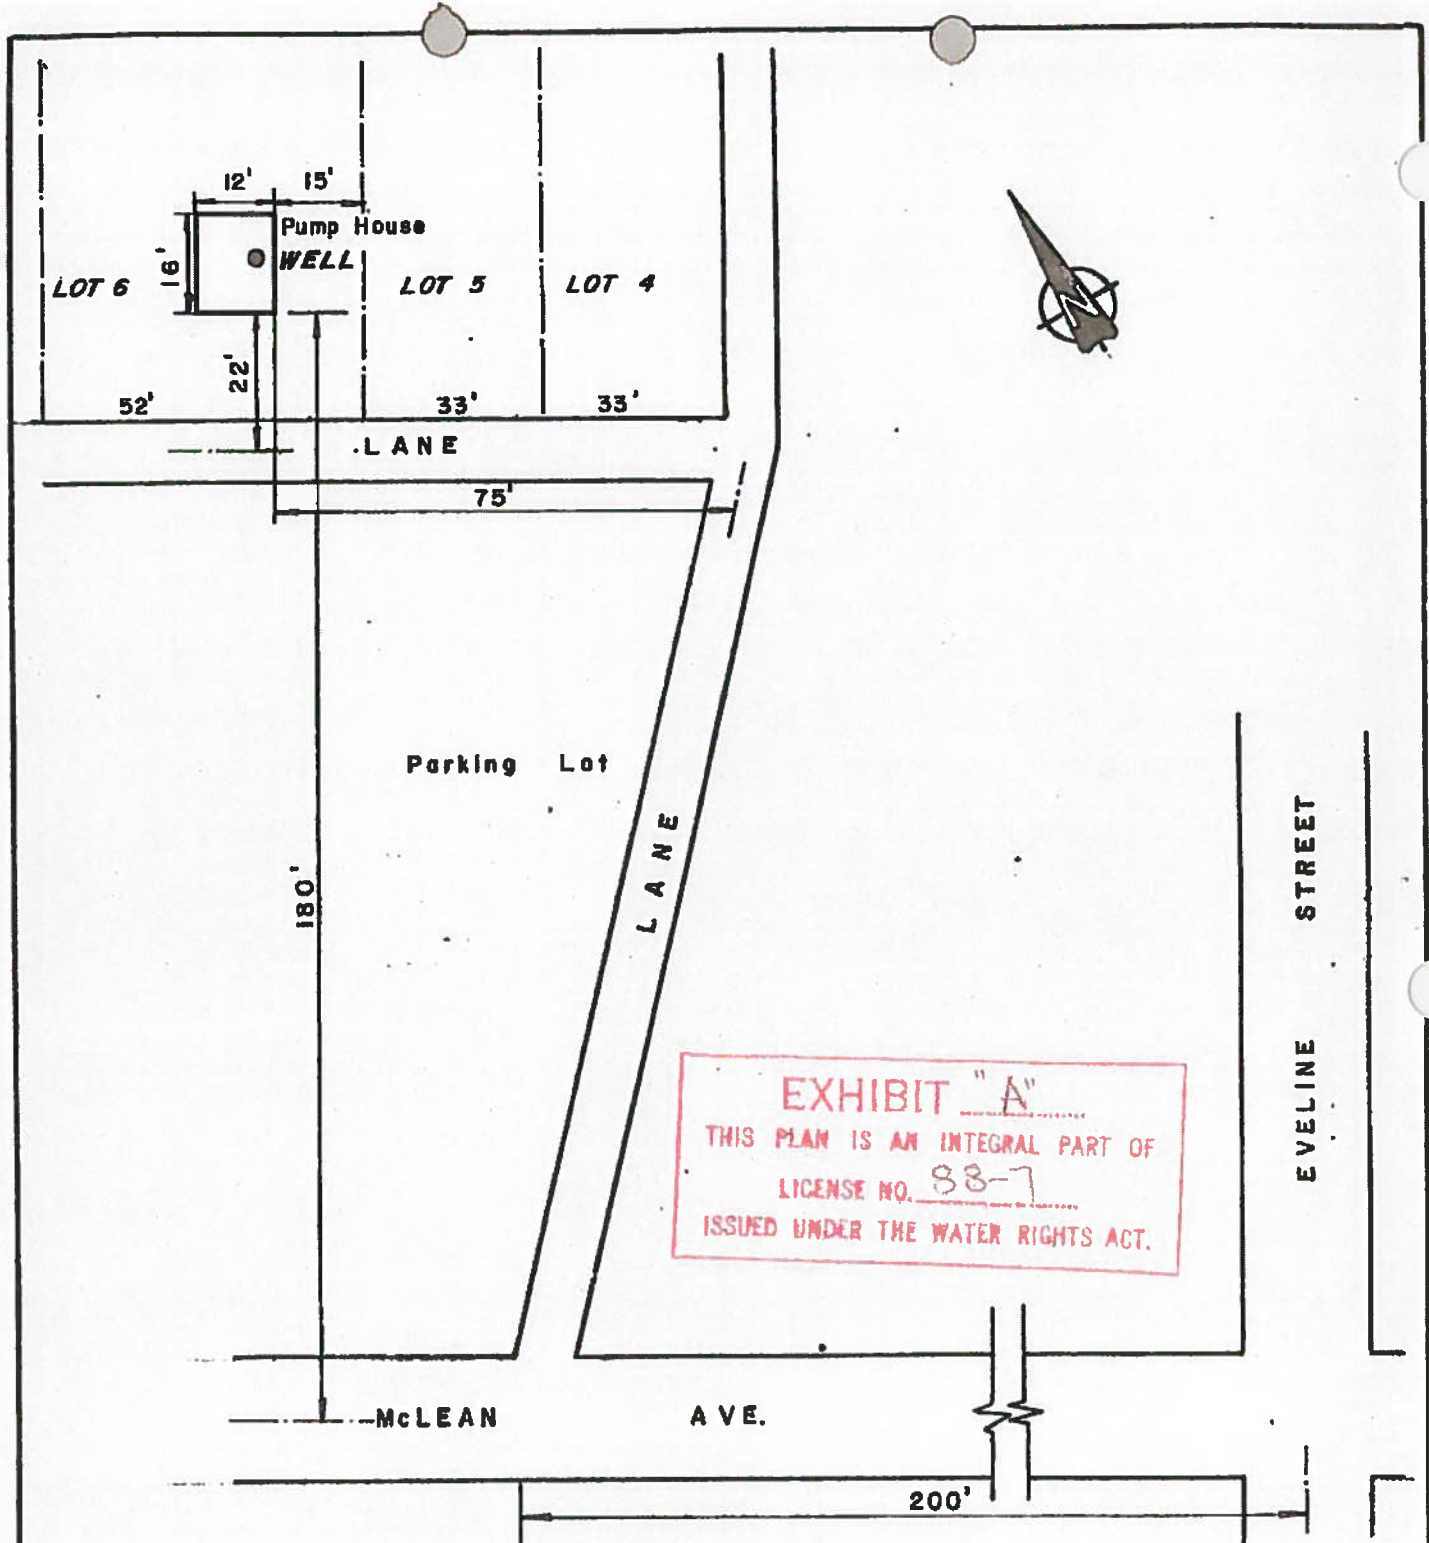 12' 15'
Pump House
WELL
16'
LOT 6
LOT 5
LOT 4
N
22'
52'
33'
33'
LANE
75'
Parking Lot
LANE
180'
EVELINE STREET
EXHIBIT "A"
THIS PLAN IS AN INTEGRAL PART OF
LICENSE NO. 88-7
ISSUED UNDER THE WATER RIGHTS ACT.
McLEAN AVE.
200'